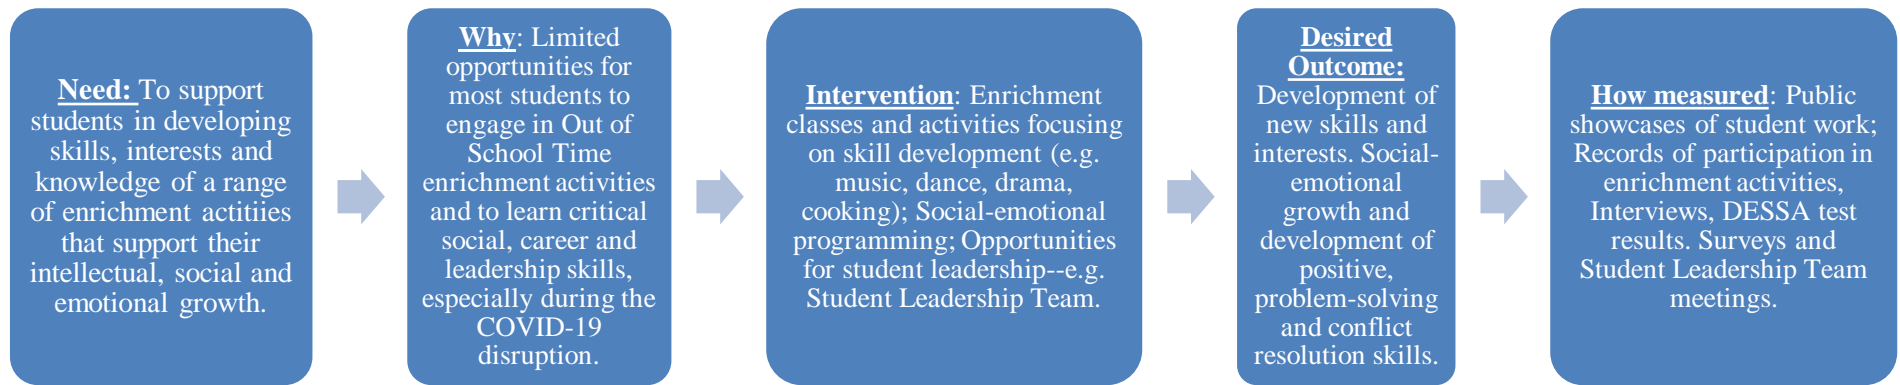 Need: To support
students in developing
skills, interests and
knowledge of a range
of enrichment actitiies
that support their
intellectual, social and
emotional growth.
Why: Limited
opportunities for
most students to
engage in Out of
School Time
enrichment activities
and to learn critical
social, career and
leadership skills,
especially during the
COVID-19
disruption.
Intervention: Enrichment
classes and activities focusing
on skill development (e.g.
music, dance, drama,
cooking); Social-emotional
programming; Opportunities
for student leadership--e.g.
Student Leadership Team.
Desired
Outcome:
Development of
new skills and
interests. Social-
emotional
growth and
development of
positive,
problem-solving
and conflict
resolution skills.
How measured: Public
showcases of student work;
Records of participation in
enrichment activities,
Interviews, DESSA test
results. Surveys and
Student Leadership Team
meetings.